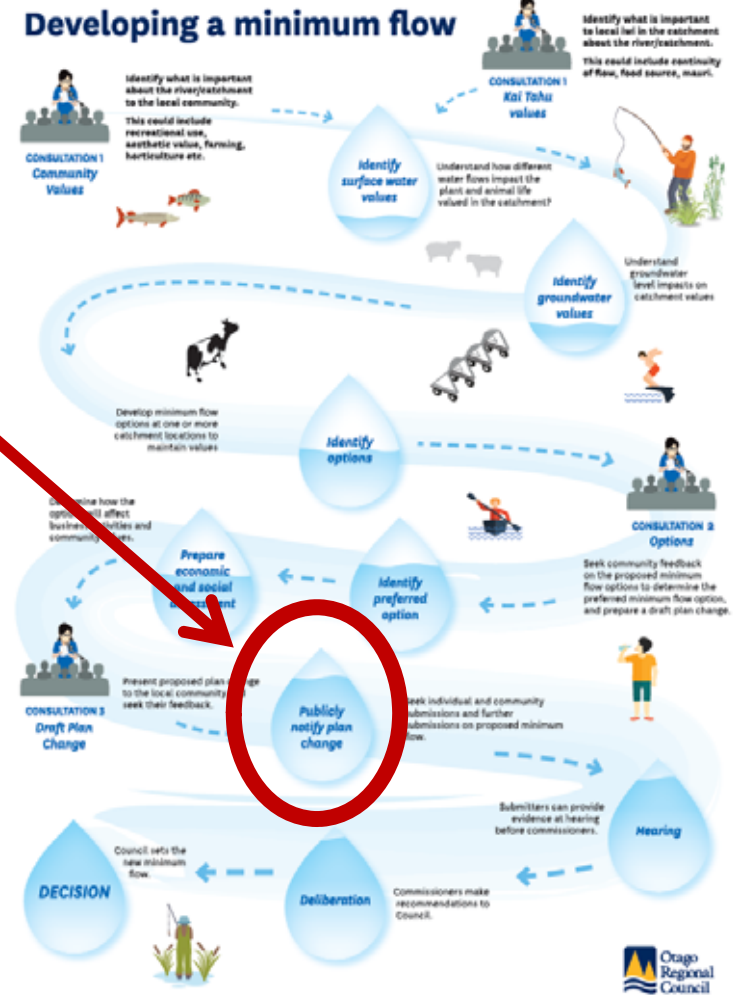 Developing a minimum flow
Identify what is important
to local iwi in the catchment
about the river/catchment.
This could include continuity
of flow, food source, mauri.
CONSULTATION 1
Kai Tahu
values
Identify what is important
about the river/catchment
to the local community.
This could include
recreational use,
aesthetic value, farming,
horticulture etc.
CONSULTATION 1
Community
Values
Identify
surface water
values
Understand how different
water flows impact the
plant and animal life
valued in the catchment?
Identify
groundwater
values
Understand
groundwater
level impacts on
catchment values
Develop minimum flow
options at one or more
catchment locations to
maintain values
Identify
options
CONSULTATION 2
Options
Seek community feedback
on the proposed minimum
flow options to determine the
preferred minimum flow option,
and prepare a draft plan change.
Identify
preferred
option
Prepare
economic
and social
how the
affect
and
community
CONSULTATION 3
Draft Plan
Change
Present proposed plan
to the local community
seek their feedback.
Publicly
notify plan
change
individual and community
submissions and further
submissions on proposed minimum
Hearing
Submitters can provide
evidence at hearing
before commissioners.
Deliberation
Commissioners make
recommendations to
Council.
DECISION
Council sets the
new minimum
flow.
Otago
Regional
Council